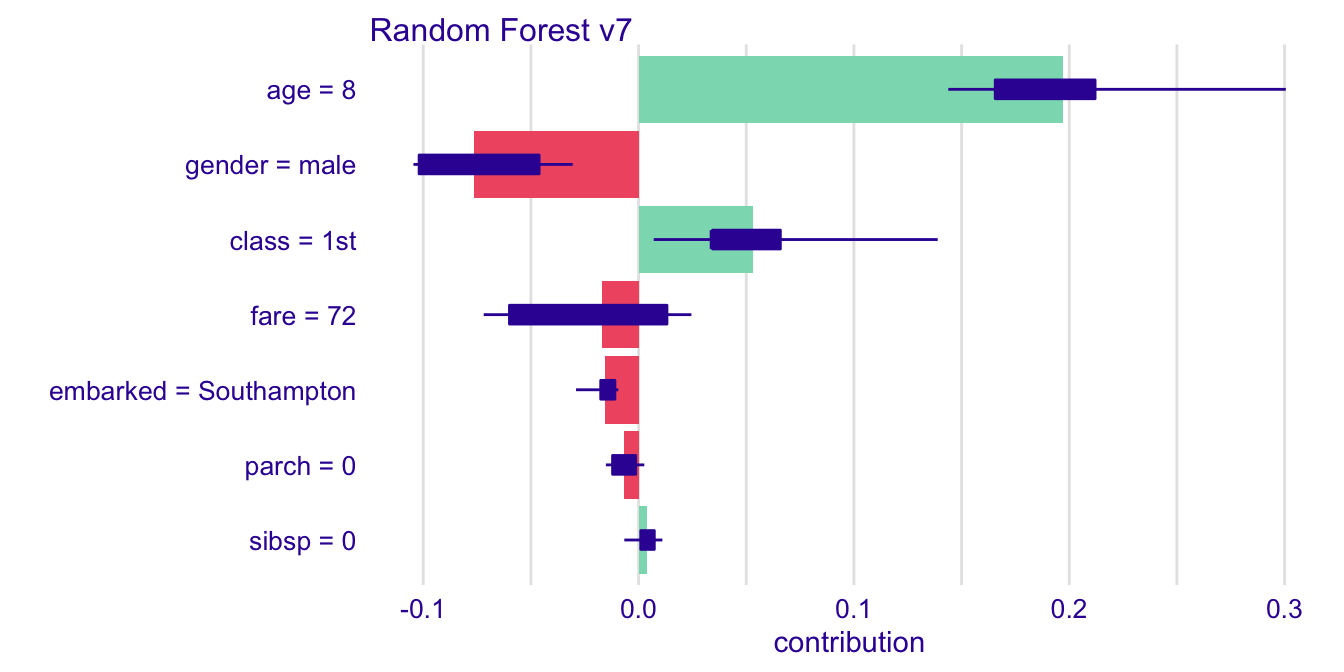 Random Forest v7
age = 8
gender = male
class = 1st
fare = 72
embarked = Southampton
parch = 0
sibsp = 0
-0.1 0.0 0.1 0.2 0.3
contribution